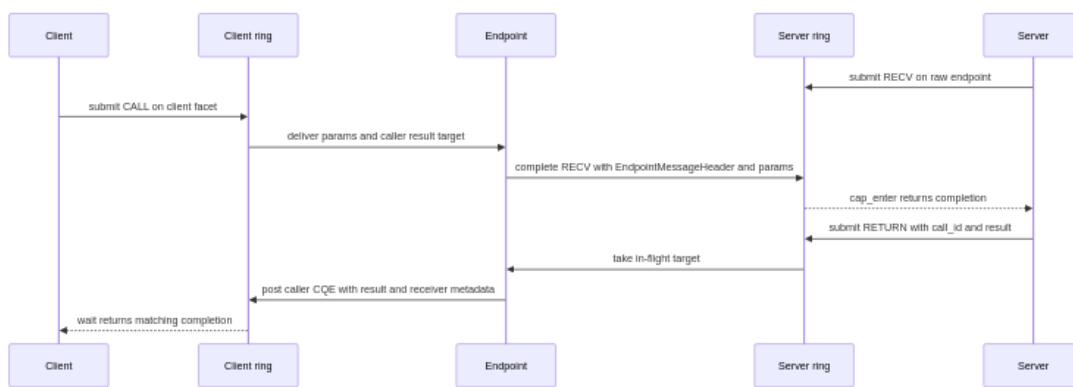 Client
Client ring
Endpoint
Server ring
Server
submit RECV on raw endpoint
submit CALL on client facet
deliver params and caller result target
complete RECV with EndpointMessageHeader and params
cap_enter returns completion
submit RETURN with call_id and result
take in-flight target
post caller CQE with result and receiver metadata
wait returns matching completion
Client
Client ring
Endpoint
Server ring
Server